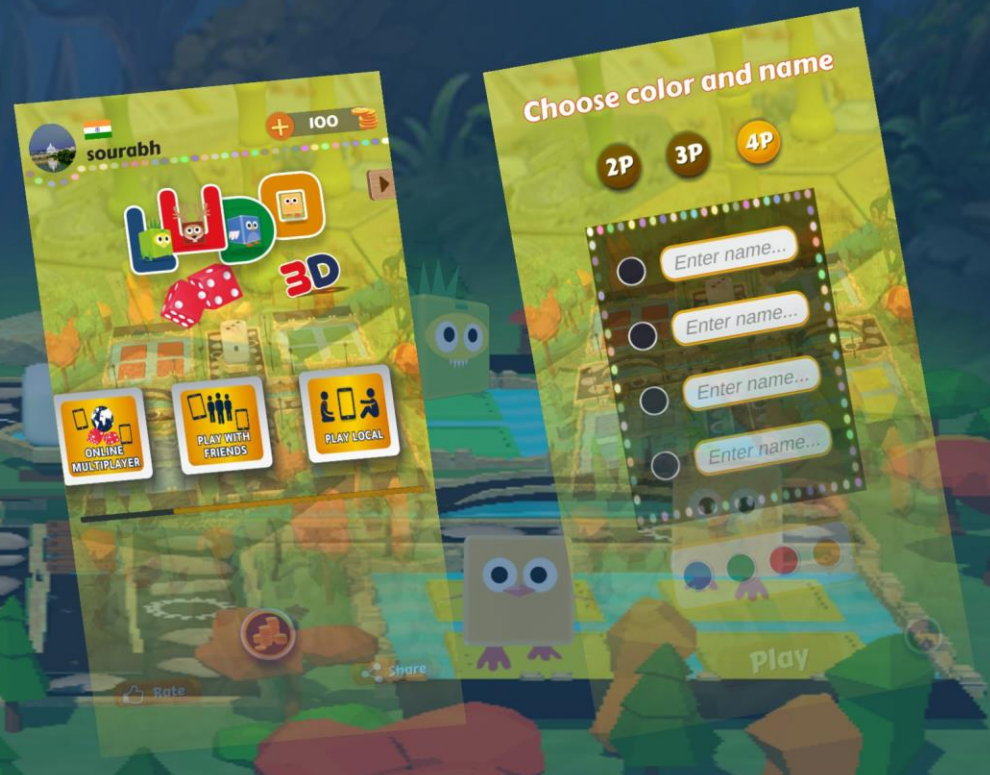 sourabh
100
LUDO
3D
ONLINE
MULTIPLAYER
PLAY WITH
FRIENDS
PLAY LOCAL
Rate
Share
Choose color and name
2P
3P
4P
Enter name...
Enter name...
Enter name...
Enter name...
Play